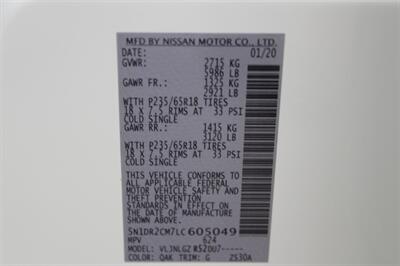 MFD BY NISSAN MOTOR CO., LTD.
DATE: 01/20
GVWR: 2715 KG
5986 LB
GAWR FR.: 1325 KG
2921 LB
WITH P235/65R18 TIRES
18 X 7.5 RIMS AT 33 PSI
COLD SINGLE
GAWR RR.: 1415 KG
3120 LB
WITH P235/65R18 TIRES
18 X 7.5 RIMS AT 33 PSI
COLD SINGLE
THIS VEHICLE CONFORMS
TO ALL APPLICABLE FEDERAL
MOTOR VEHICLE SAFETY AND
THEFT PREVENTION
STANDARDS IN EFFECT ON
THE DATE OF MANUFACTURE
SHOWN ABOVE.
5N1DR2CM7LC605049
MPV 624
MODEL: VLJNLGZ R52UU7-----
COLOR: QAK TRIM: G Z530A